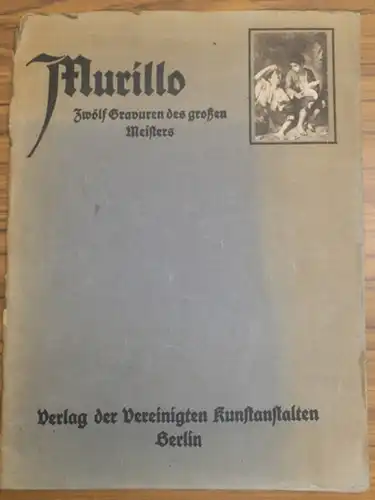 Murillo
Zwölf Gravuren des großen
Meisters
Verlag der Vereinigten Kunstanstalten
Berlin